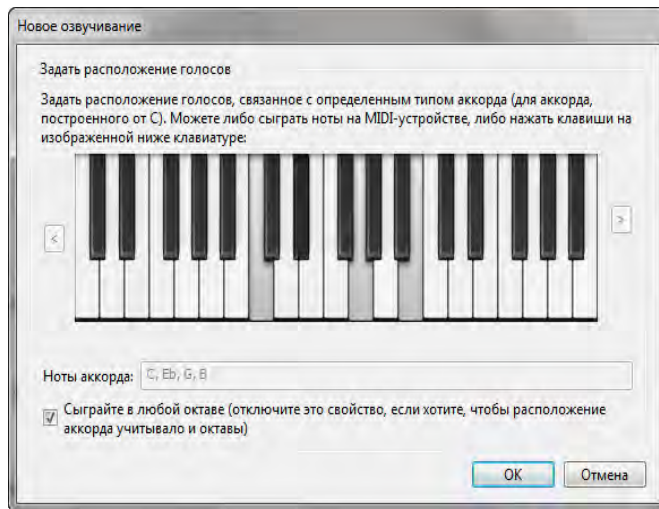 Новое озвучивание
Задать расположение голосов
Задать расположение голосов, связанное с определенным типом аккорда (для аккорда,
построенного от C). Можете либо сыграть ноты на MIDI-устройстве, либо нажать клавиши на
изображенной ниже клавиатуре:
<
>
Ноты аккорда: C, Eb, G, B
Сыграйте в любой октаве (отключите это свойство, если хотите, чтобы расположение
аккорда учитывало и октавы)
OK Отмена